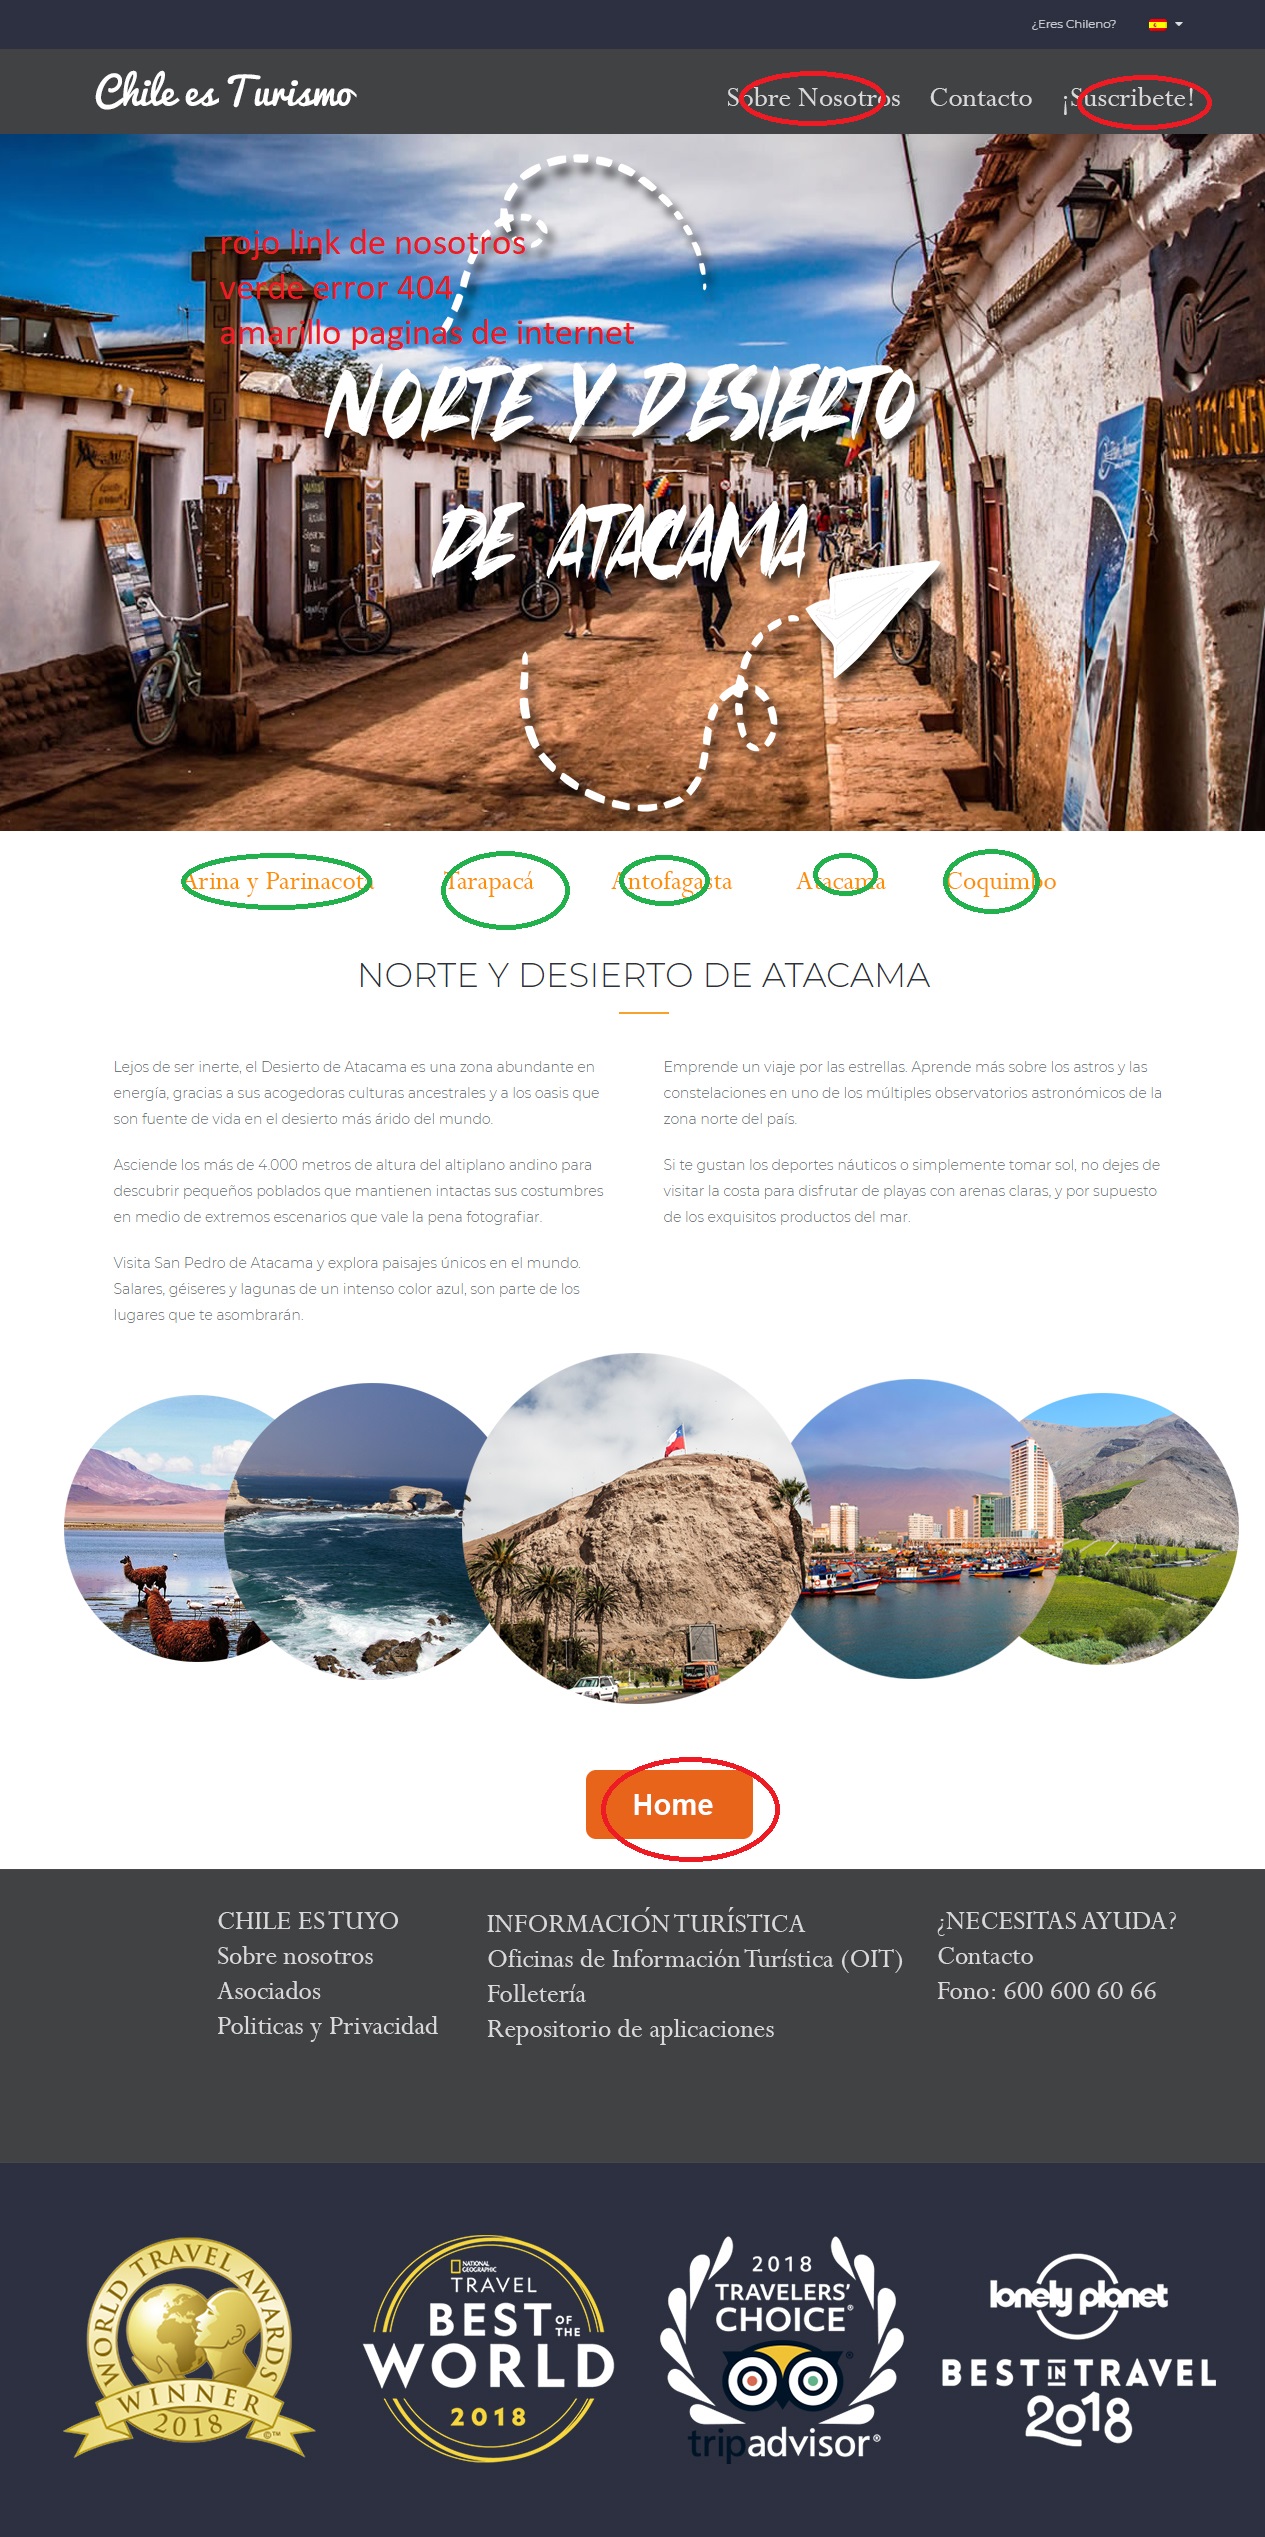 ¿Eres Chileno?
Chile es Turismo
Sobre Nosotros
Contacto
¡Suscribete!
rojo link de nosotros
verde error 404
amarillo paginas de internet
NORTE Y DESIERTO
DE ATACAMA
Arina y Parinacota
Tarapacá
Antofagasta
Atacama
Coquimbo
NORTE Y DESIERTO DE ATACAMA
Lejos de ser inerte, el Desierto de Atacama es una zona abundante en
energía, gracias a sus acogedoras culturas ancestrales y a los oasis que
son fuente de vida en el desierto más árido del mundo.
Asciende los más de 4.000 metros de altura del altiplano andino para
descubrir pequeños poblados que mantienen intactas sus costumbres
en medio de extremos escenarios que vale la pena fotografiar.
Visita San Pedro de Atacama y explora paisajes únicos en el mundo.
Salares, géiseres y lagunas de un intenso color azul, son parte de los
lugares que te asombrarán.
Emprende un viaje por las estrellas. Aprende más sobre los astros y las
constelaciones en uno de los múltiples observatorios astronómicos de la
zona norte del país.
Si te gustan los deportes náuticos o simplemente tomar sol, no dejes de
visitar la costa para disfrutar de playas con arenas claras, y por supuesto
de los exquisitos productos del mar.
Home
CHILE ES TUYO
Sobre nosotros
Asociados
Politicas y Privacidad
INFORMACIÓN TURÍSTICA
Oficinas de Información Turística (OIT)
Folletería
Repositorio de aplicaciones
¿NECESITAS AYUDA?
Contacto
Fono: 600 600 60 66
WORLD TRAVEL AWARDS
WINNER
2018
©™
NATIONAL
GEOGRAPHIC
TRAVEL
BEST OF THE
WORLD
2018
2018
TRAVELERS'
CHOICE®
®
tripadvisor®
lonely planet
BEST IN TRAVEL
2018